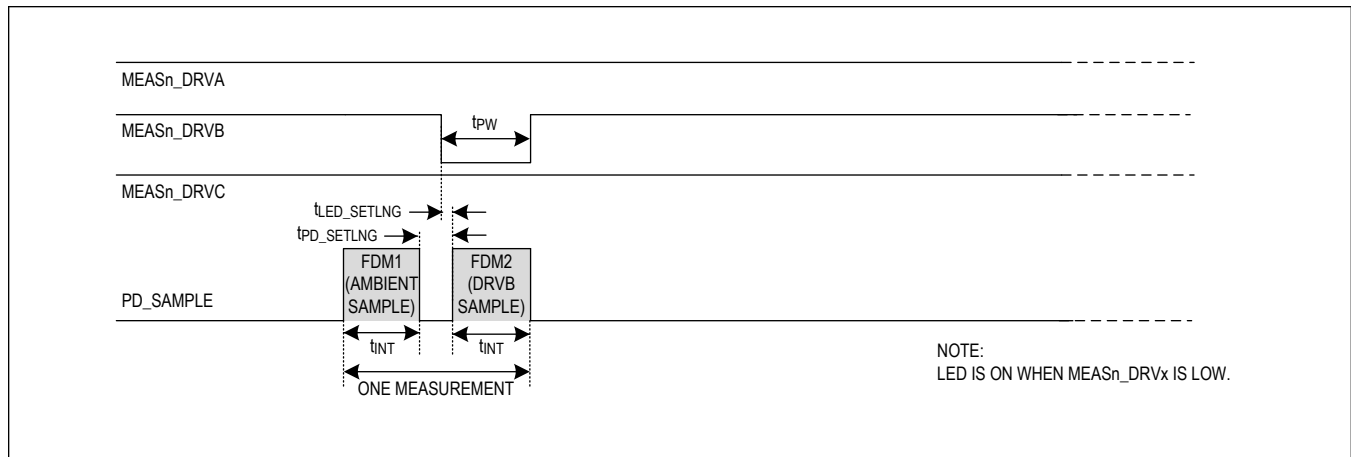 MEASn_DRVA
MEASn_DRVB
tPW
MEASn_DRVC
tLED_SETLNG
tPD_SETLNG
PD_SAMPLE
FDM1
(AMBIENT
SAMPLE)
FDM2
(DRVB
SAMPLE)
tINT
tINT
ONE MEASUREMENT
NOTE:
LED IS ON WHEN MEASn_DRVx IS LOW.